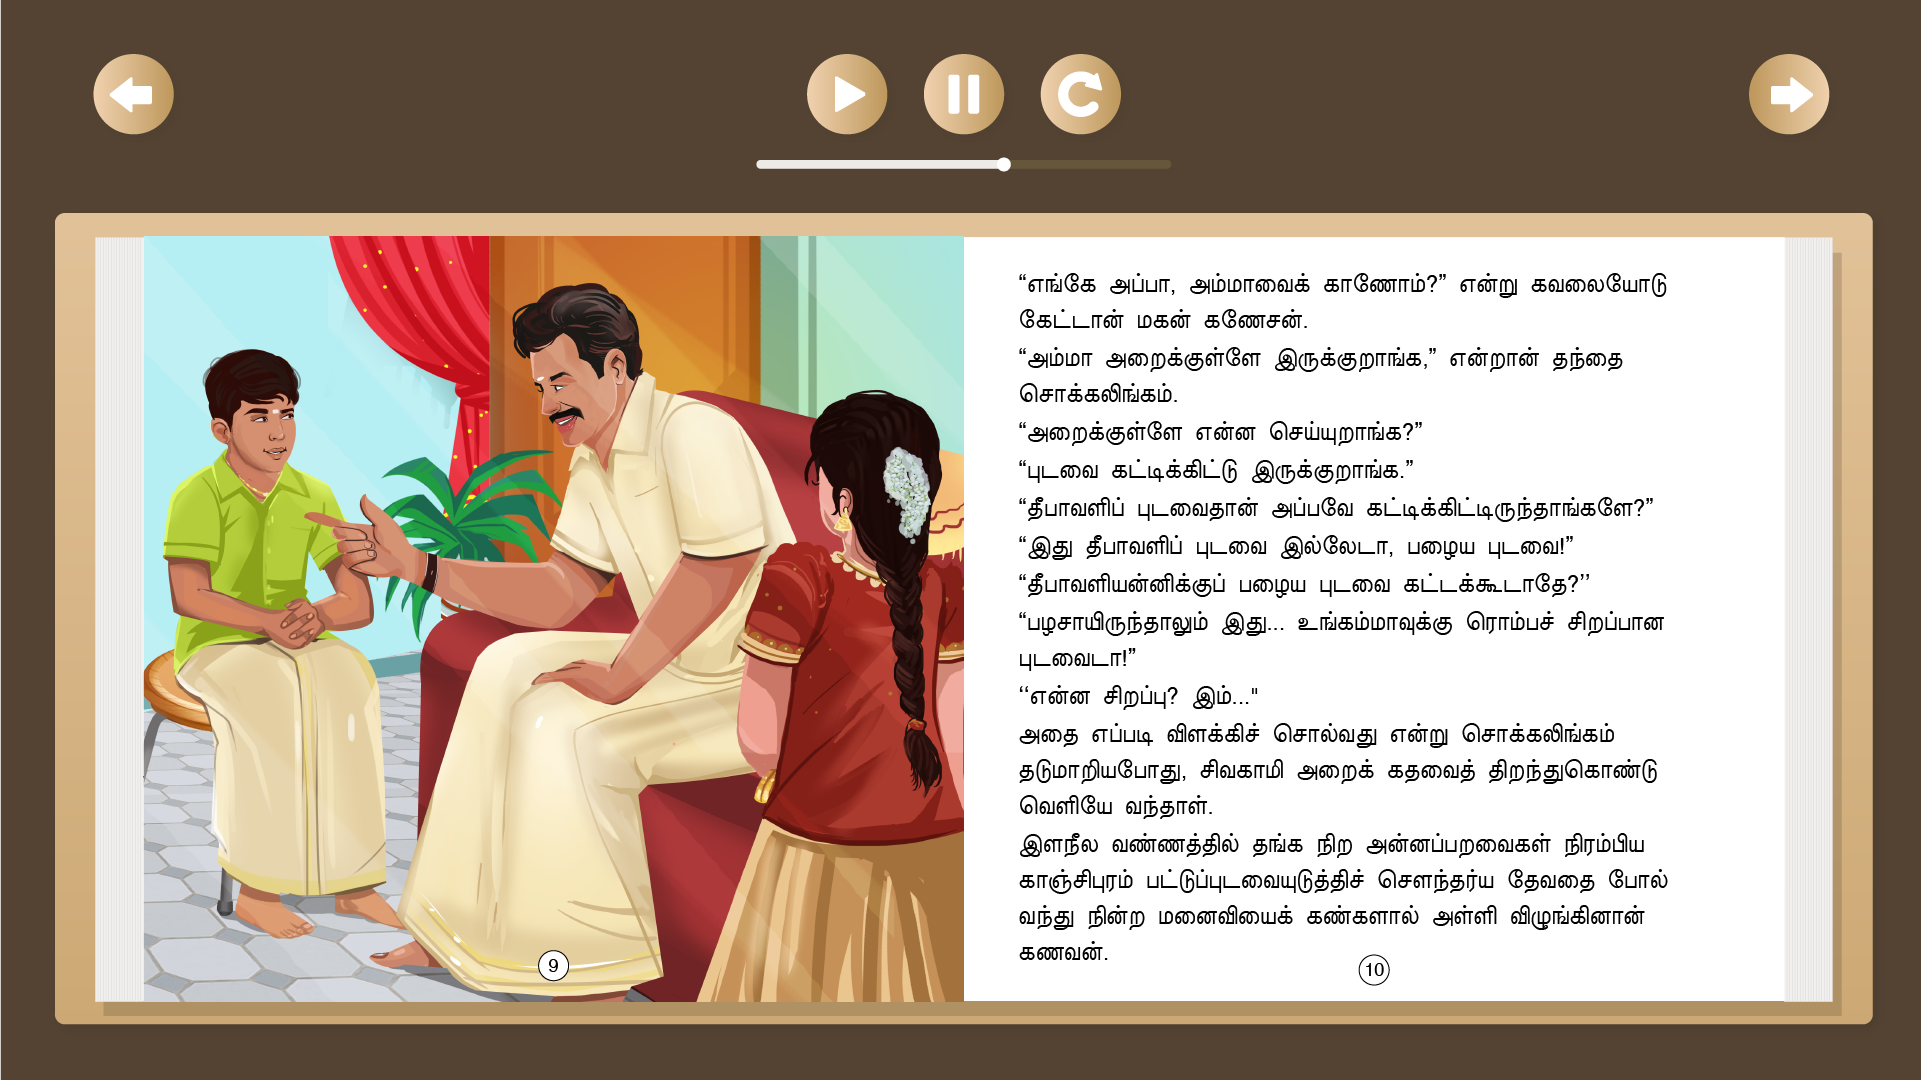 “எங்கே அப்பா, அம்மாவைக் காணோம்?” என்று கவலையோடு
கேட்டான் மகன் கணேசன்.
“அம்மா அறைக்குள்ளே இருக்குறாங்க,” என்றான் தந்தை
சொக்கலிங்கம்.
“அறைக்குள்ளே என்ன செய்யுறாங்க?”
“புடவை கட்டிக்கிட்டு இருக்குறாங்க.”
“தீபாவளிப் புடவைதான் அப்பவே கட்டிக்கிட்டிருந்தாங்களே?”
“இது தீபாவளிப் புடவை இல்லேடா, பழைய புடவை!”
“தீபாவளியன்னிக்குப் பழைய புடவை கட்டக்கூடாதே?’’
“பழசாயிருந்தாலும் இது... உங்கம்மாவுக்கு ரொம்பச் சிறப்பான
புடவைடா!”
‘‘என்ன சிறப்பு? இம்..."
அதை எப்படி விளக்கிச் சொல்வது என்று சொக்கலிங்கம்
தடுமாறியபோது, சிவகாமி அறைக் கதவைத் திறந்துகொண்டு
வெளியே வந்தாள்.
இளநீல வண்ணத்தில் தங்க நிற அன்னப்பறவைகள் நிரம்பிய
காஞ்சிபுரம் பட்டுப்புடவையுடுத்திச் சௌந்தர்ய தேவதை போல்
வந்து நின்ற மனைவியைக் கண்களால் அள்ளி விழுங்கினான்
கணவன்.
9
10